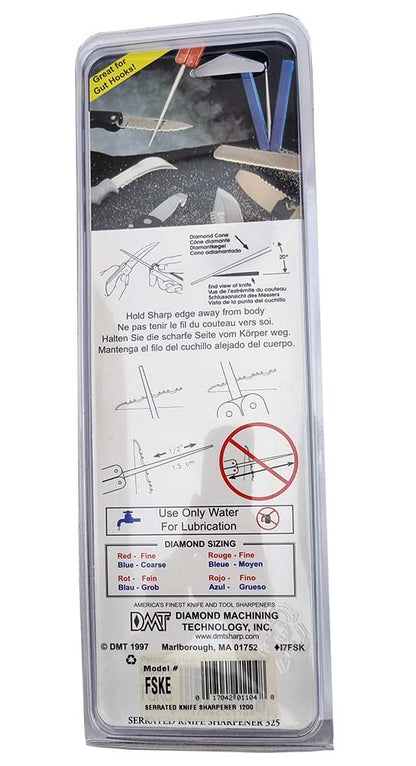 Great for
Gut Hooks!
Diamond Cone
Cône diamanté
Diamantkegel
Cano adiamantado
20°
End view of knife
Vue de l'extrémité du couteau
Schlussansicht des Messers
Vista de la punta del cuchillo
Hold Sharp edge away from body
Ne pas tenir le fil du couteau vers soi.
Halten Sie die scharfe Seite vom Körper weg.
Mantenga el filo del cuchillo alejado del cuerpo.
1/2"
1.5 cm
Use Only Water
For Lubrication
DIAMOND SIZING
Red - Fine
Blue - Coarse
Rouge - Fine
Bleue - Moyen
Rot - Fein
Blau - Grob
Rojo - Fino
Azul - Grueso
AMERICA'S FINEST KNIFE AND TOOL SHARPENERS
DMT
DIAMOND MACHINING
TECHNOLOGY, INC.
www.dmtsharp.com
© DMT 1997 Marlborough, MA 01752 I7FSK
Model #
FSKE
0 17042 01104 8
SERRATED KNIFE SHARPENER 1200
SERRATED KNIFE SHARPENER 325